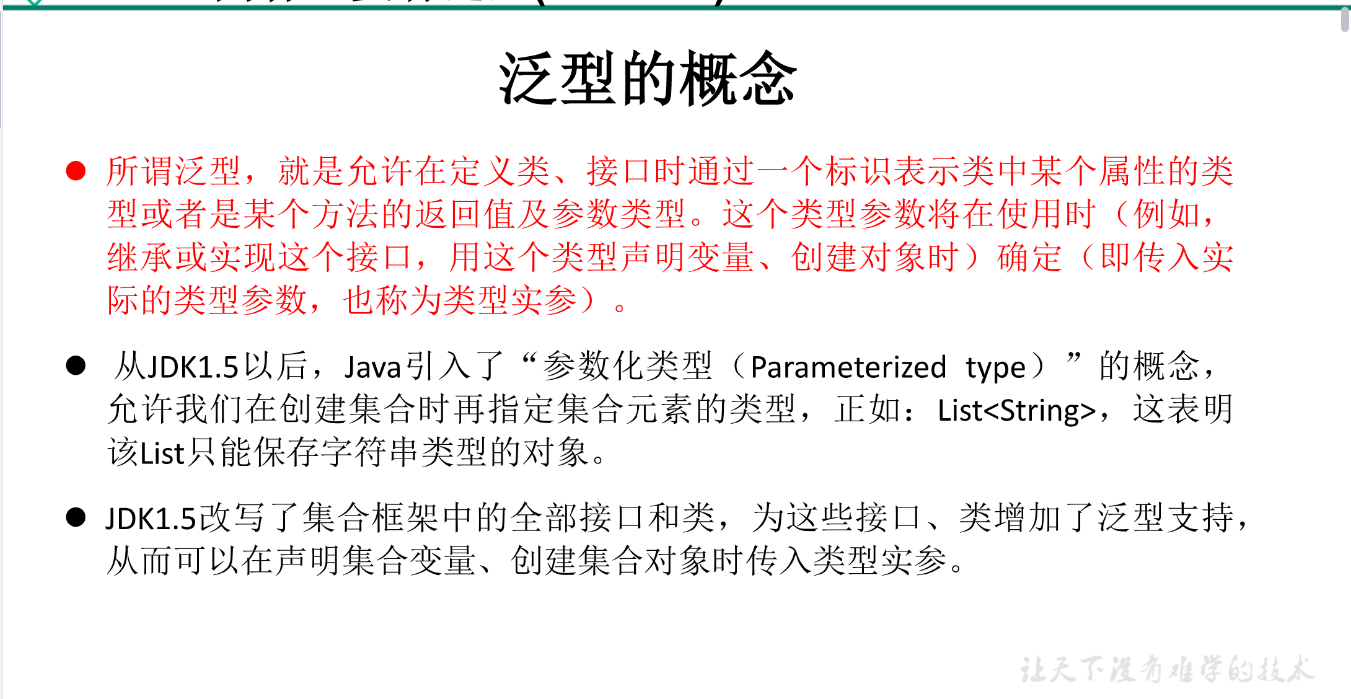 泛型的概念
● 所谓泛型，就是允许在定义类、接口时通过一个标识表示类中某个属性的类
型或者是某个方法的返回值及参数类型。这个类型参数将在使用时（例如，
继承或实现这个接口，用这个类型声明变量、创建对象时）确定（即传入实
际的类型参数，也称为类型实参）。
● 从JDK1.5以后，Java引入了“参数化类型（Parameterized type）”的概念，
允许我们在创建集合时再指定集合元素的类型，正如：List<String>，这表明
该List只能保存字符串类型的对象。
● JDK1.5改写了集合框架中的全部接口和类，为这些接口、类增加了泛型支持，
从而可以在声明集合变量、创建集合对象时传入类型实参。
让天下没有难学的技术